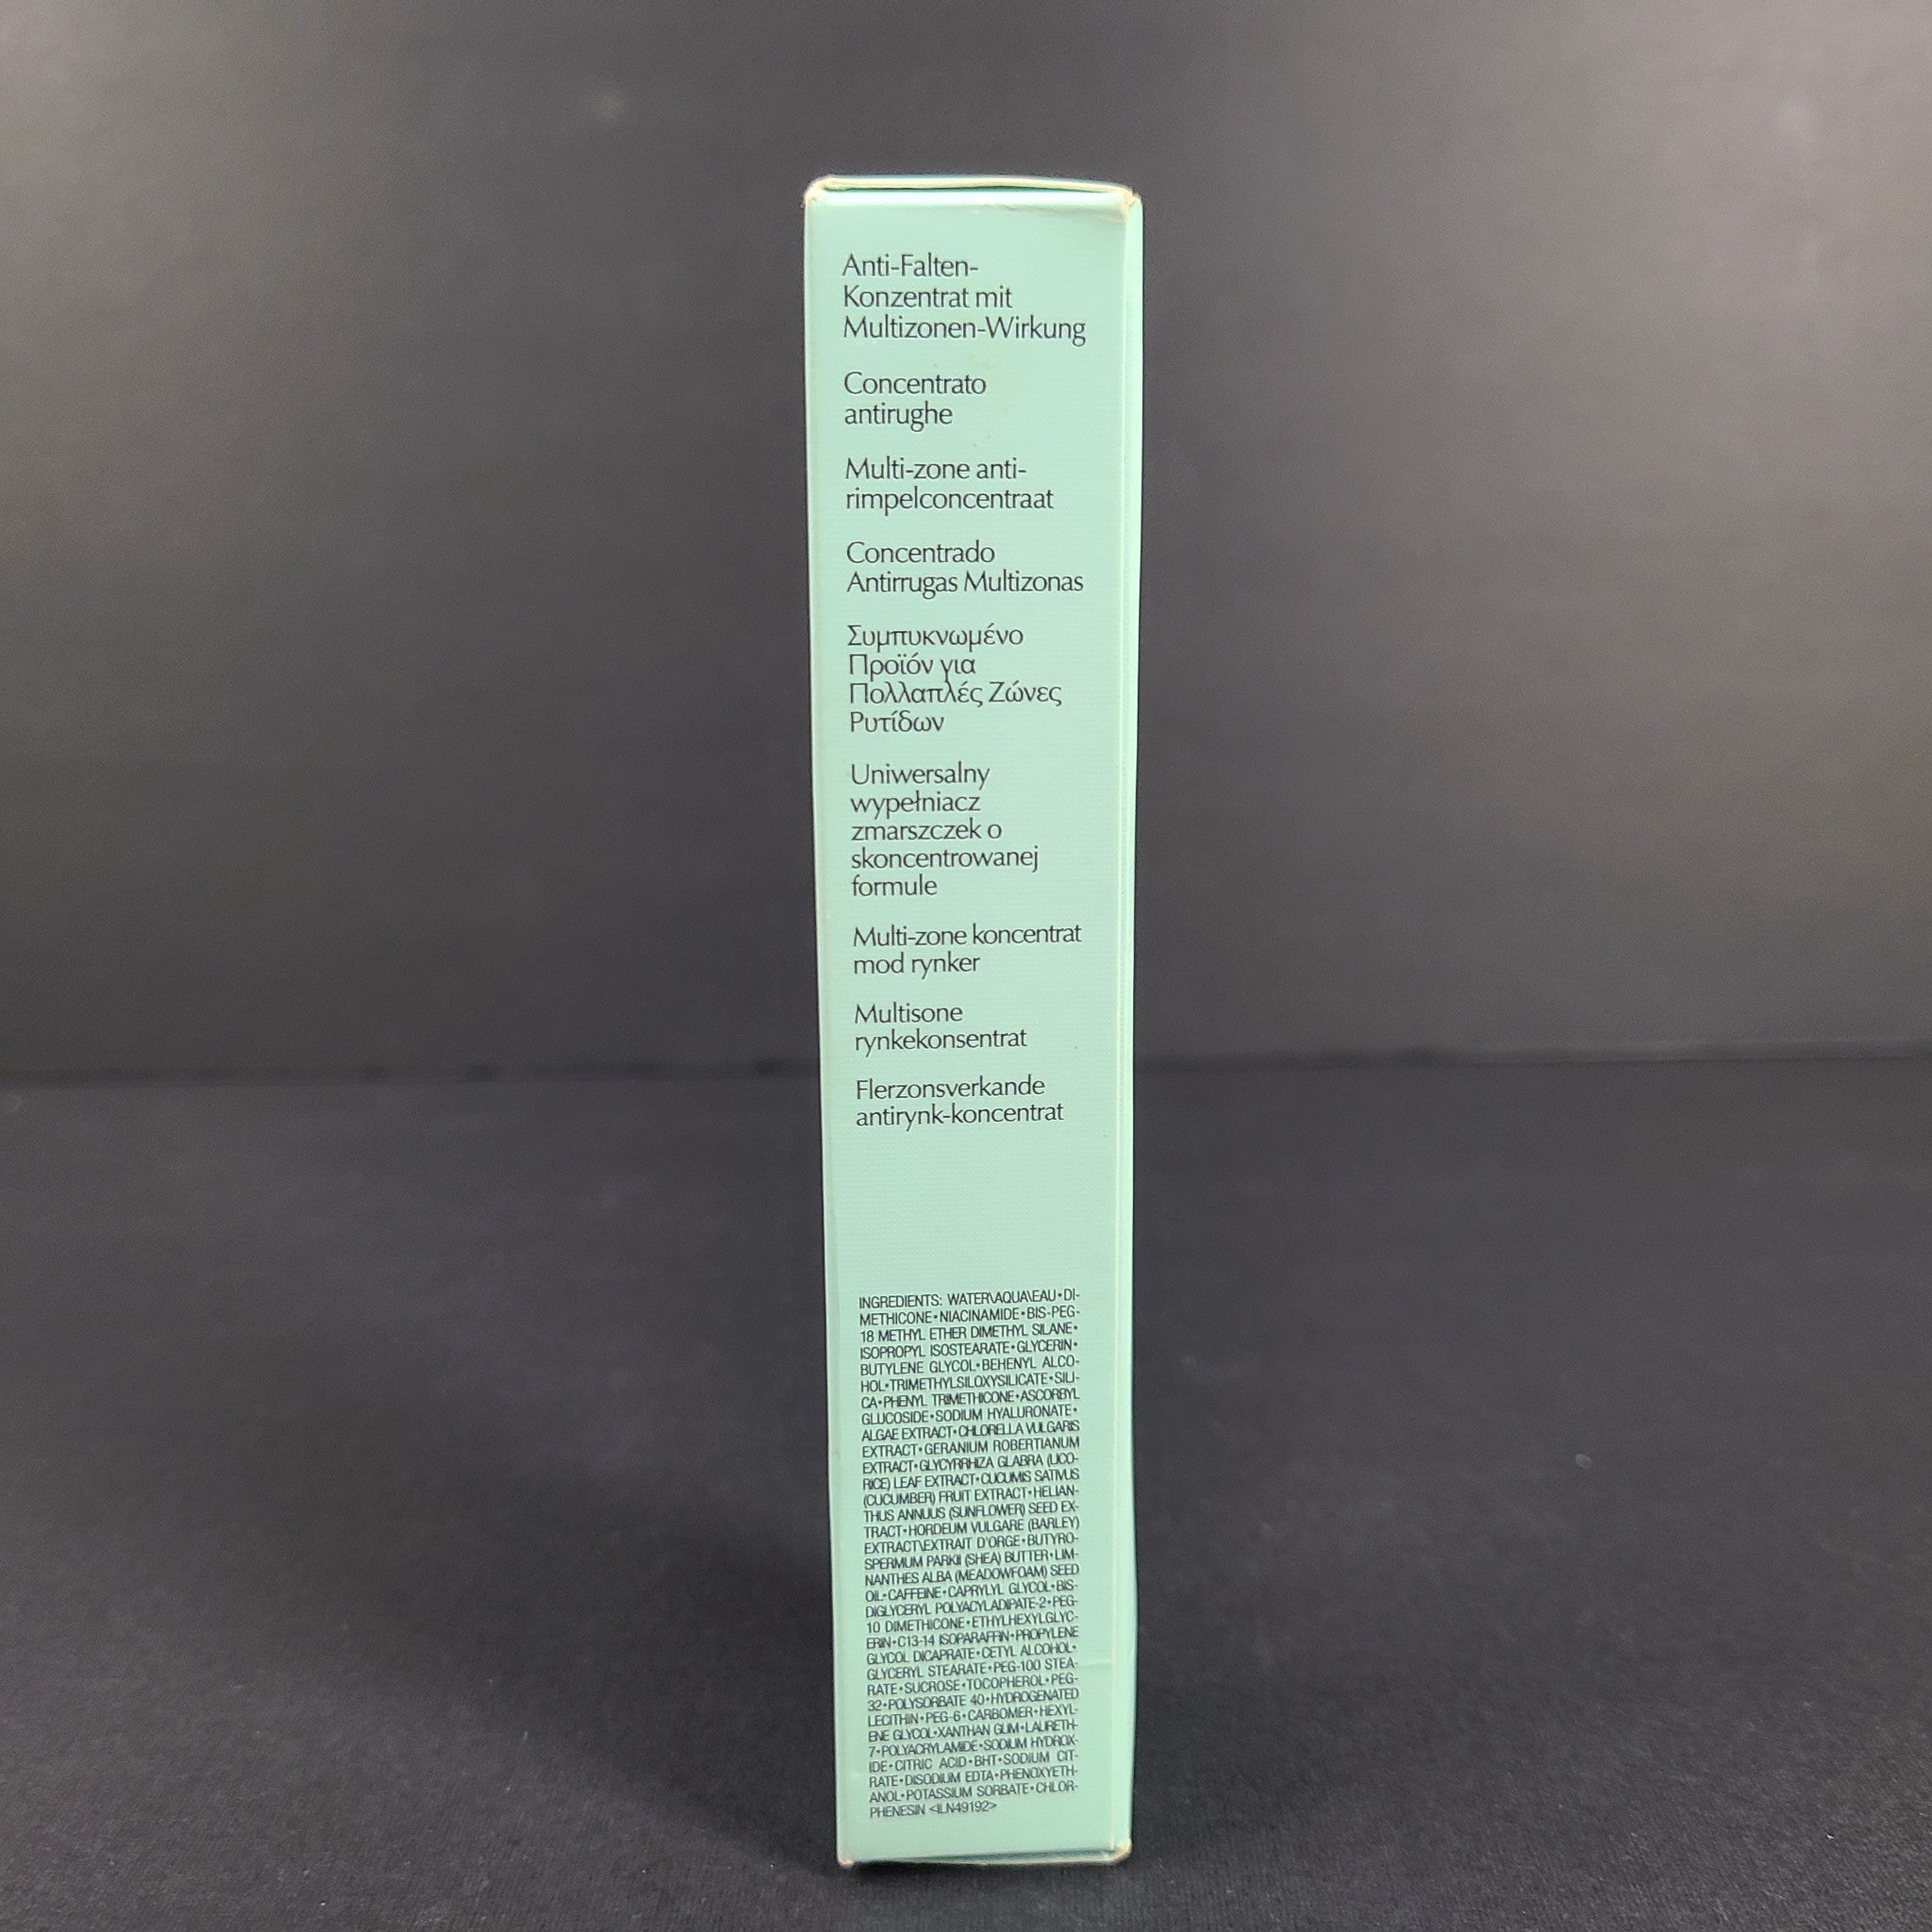 Anti-Falten-
Konzentrat mit
Multizonen-Wirkung
Concentrato
antirughe
Multi-zone anti-
rimpelconcentraat
Concentrado
Antirrugas Multizonas
Συμπυκνωμένο
Προϊόν για
Πολλαπλές Ζώνες
Ρυτίδων
Uniwersalny
wypełniacz
zmarszczek o
skoncentrowanej
formule
Multi-zone koncentrat
mod rynker
Multisone
rynkekonsentrat
Flerzonsverkande
antirynk-koncentrat
INGREDIENTS: WATER\AQUA\EAU•DI-
METHICONE•NIACINAMIDE•BIS-PEG-
18 METHYL ETHER DIMETHYL SILANE•
ISOPROPYL ISOSTEARATE•GLYCERIN•
BUTYLENE GLYCOL•BEHENYL ALCO-
HOL•TRIMETHYLSILOXYSILICATE•SILI-
CA•PHENYL TRIMETHICONE•ASCORBYL
GLUCOSIDE•SODIUM HYALURONATE•
ALGAE EXTRACT•CHLORELLA VULGARIS
EXTRACT•GERANIUM ROBERTIANUM
EXTRACT•GLYCYRRHIZA GLABRA (LICO-
RICE) LEAF EXTRACT•CUCUMIS SATIVUS
(CUCUMBER) FRUIT EXTRACT•HELIAN-
THUS ANNUUS (SUNFLOWER) SEED EX-
TRACT•HORDEUM VULGARE (BARLEY)
EXTRACT\EXTRAIT D'ORGE•BUTYRO-
SPERMUM PARKII (SHEA) BUTTER•LIM-
NANTHES ALBA (MEADOWFOAM) SEED
OIL•CAFFEINE•CAPRYLYL GLYCOL•BIS-
DIGLYCERYL POLYACYLADIPATE-2•PEG-
10 DIMETHICONE•ETHYLHEXYLGLYC-
ERIN•C13-14 ISOPARAFFIN•PROPYLENE
GLYCOL DICAPRATE•CETYL ALCOHOL•
GLYCERYL STEARATE•PEG-100 STEA-
RATE•SUCROSE•TOCOPHEROL•PEG-
32•POLYSORBATE 40•HYDROGENATED
LECITHIN•PEG-6•CARBOMER•HEXYL-
ENE GLYCOL•XANTHAN GUM•LAURETH-
7•POLYACRYLAMIDE•SODIUM HYDROX-
IDE•CITRIC ACID•BHT•SODIUM CIT-
RATE•DISODIUM EDTA•PHENOXYETH-
ANOL•POTASSIUM SORBATE•CHLOR-
PHENESIN <ILN49192>